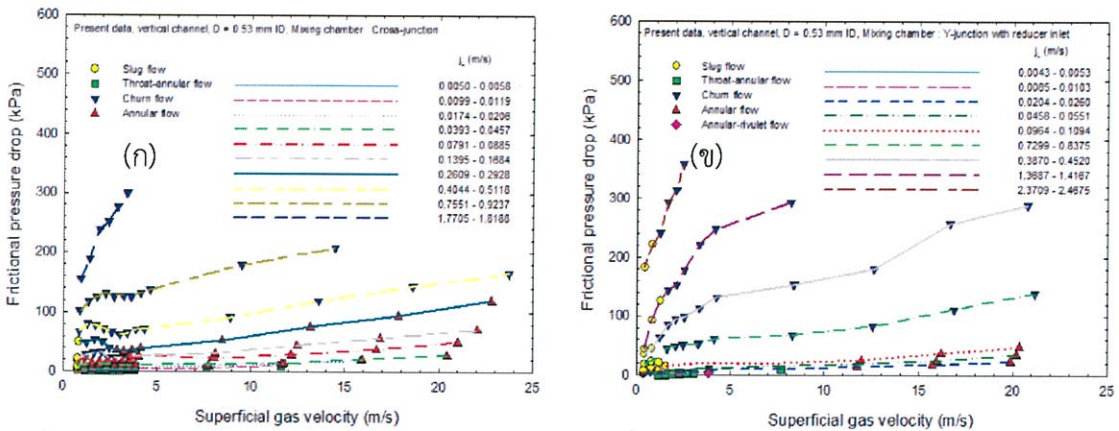 600
Present data, vertical channel, D = 0.53 mm ID, Mixing chamber : Cross-junction
j (m/s)
Slug flow
Throat-annular flow
Churn flow
Annular flow
0.0050 - 0.0058
0.0099 - 0.0119
0.0174 - 0.0206
0.0393 - 0.0457
0.0791 - 0.0885
0.1395 - 0.1684
0.2609 - 0.2928
0.4044 - 0.5118
0.7551 - 0.9237
1.7705 - 1.8188
(ก)
500
400
300
200
100
0
Frictional pressure drop (kPa)
0 5 10 15 20 25
Superficial gas velocity (m/s)
600
Present data, vertical channel, D = 0.53 mm ID, Mixing chamber : Y-junction with reducer inlet
j (m/s)
Slug flow
Throat-annular flow
Churn flow
Annular flow
Annular-rivulet flow
0.0043 - 0.0053
0.0085 - 0.0103
0.0204 - 0.0260
0.0458 - 0.0551
0.0964 - 0.1094
0.7299 - 0.8375
0.3870 - 0.4520
1.3687 - 1.4167
2.3709 - 2.4675
(ข)
500
400
300
200
100
0
Frictional pressure drop (kPa)
0 5 10 15 20 25
Superficial gas velocity (m/s)